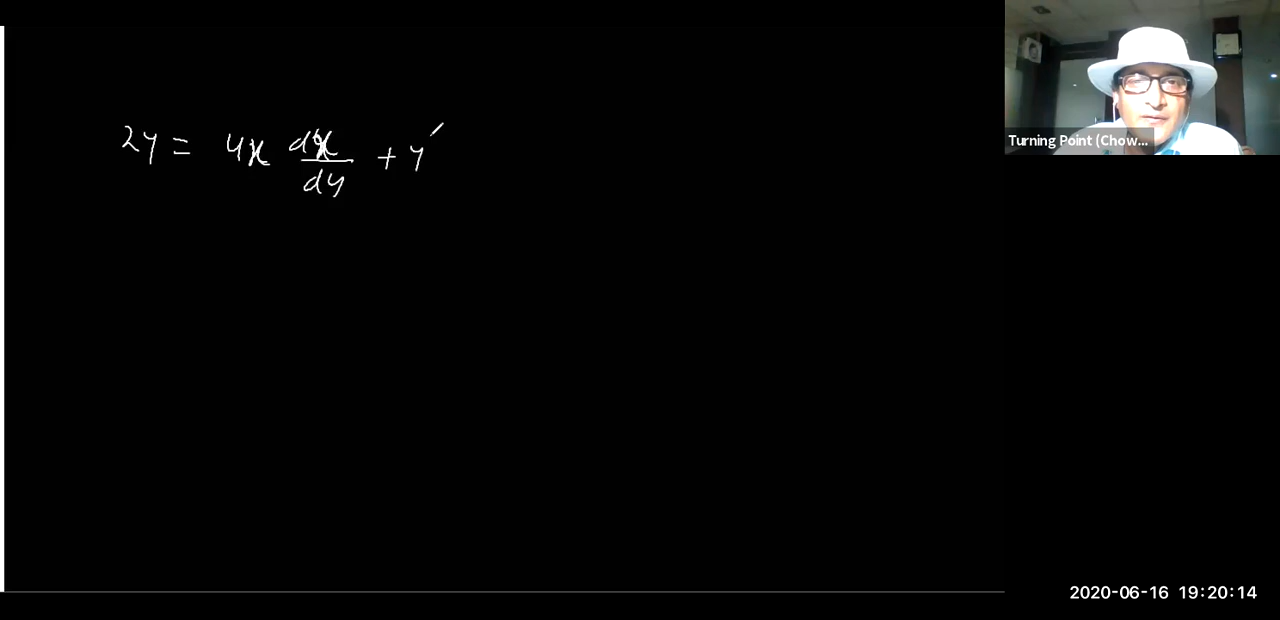 2y = 4x dx/dy + y'
Turning Point (Chow...
2020-06-16 19:20:14